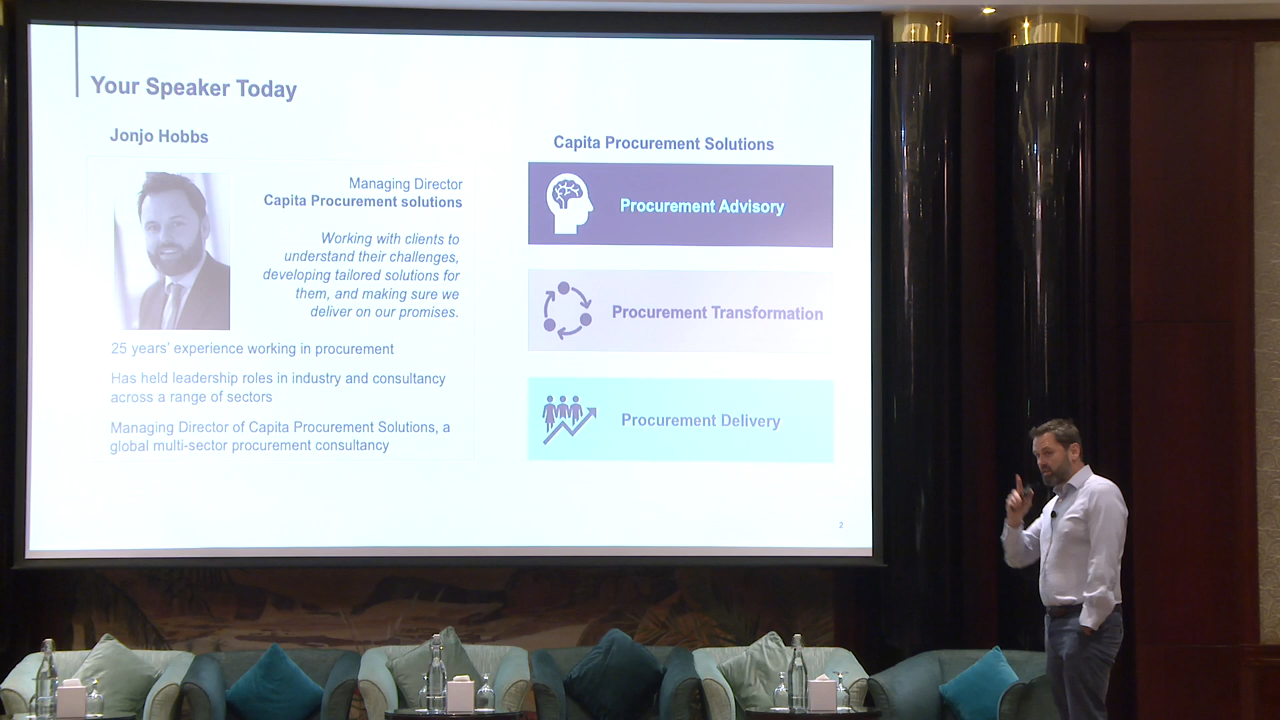 Your Speaker Today
Jonjo Hobbs
Managing Director
Capita Procurement solutions
Working with clients to
understand their challenges,
developing tailored solutions for
them, and making sure we
deliver on our promises.
25 years' experience working in procurement
Has held leadership roles in industry and consultancy
across a range of sectors
Managing Director of Capita Procurement Solutions, a
global multi-sector procurement consultancy
Capita Procurement Solutions
Procurement Advisory
Procurement Transformation
Procurement Delivery
2